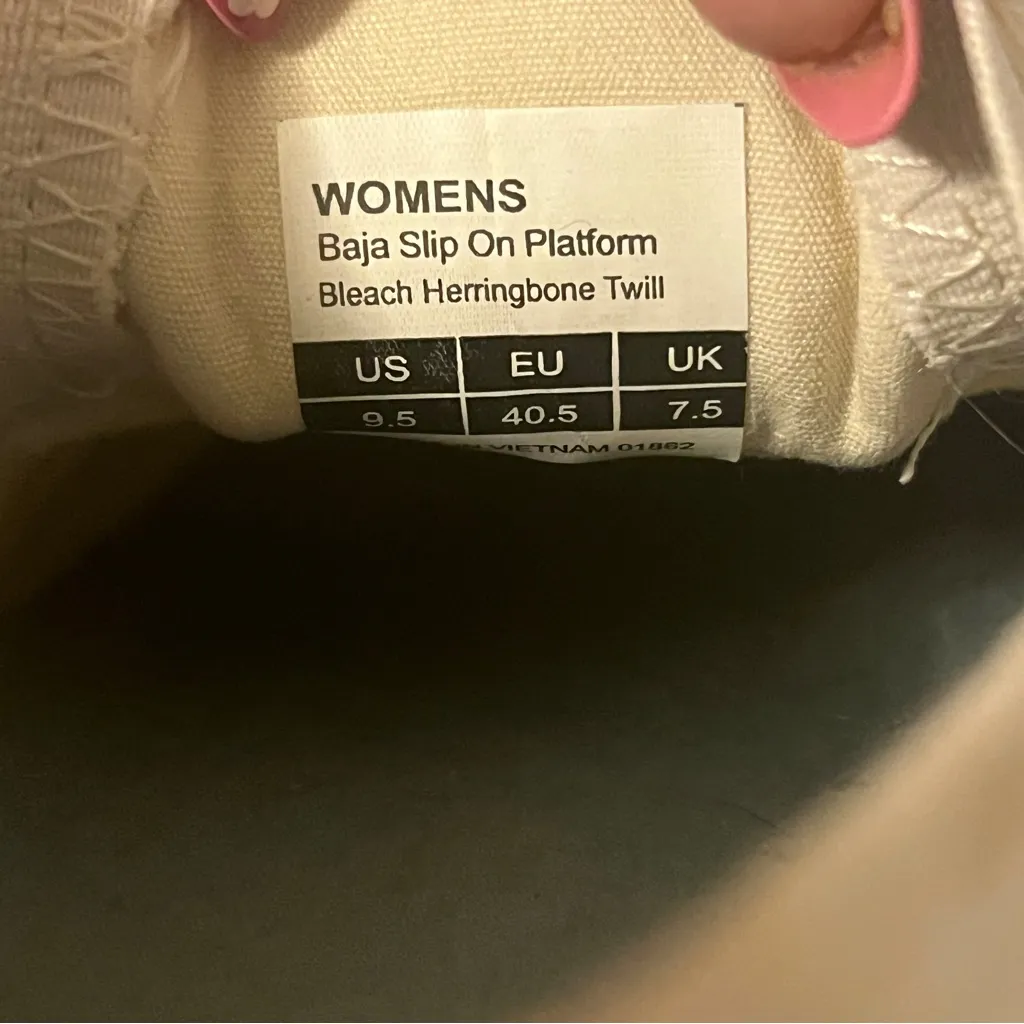 WOMENS
Baja Slip On Platform
Bleach Herringbone Twill
US EU UK
9.5 40.5 7.5
VIETNAM 01862